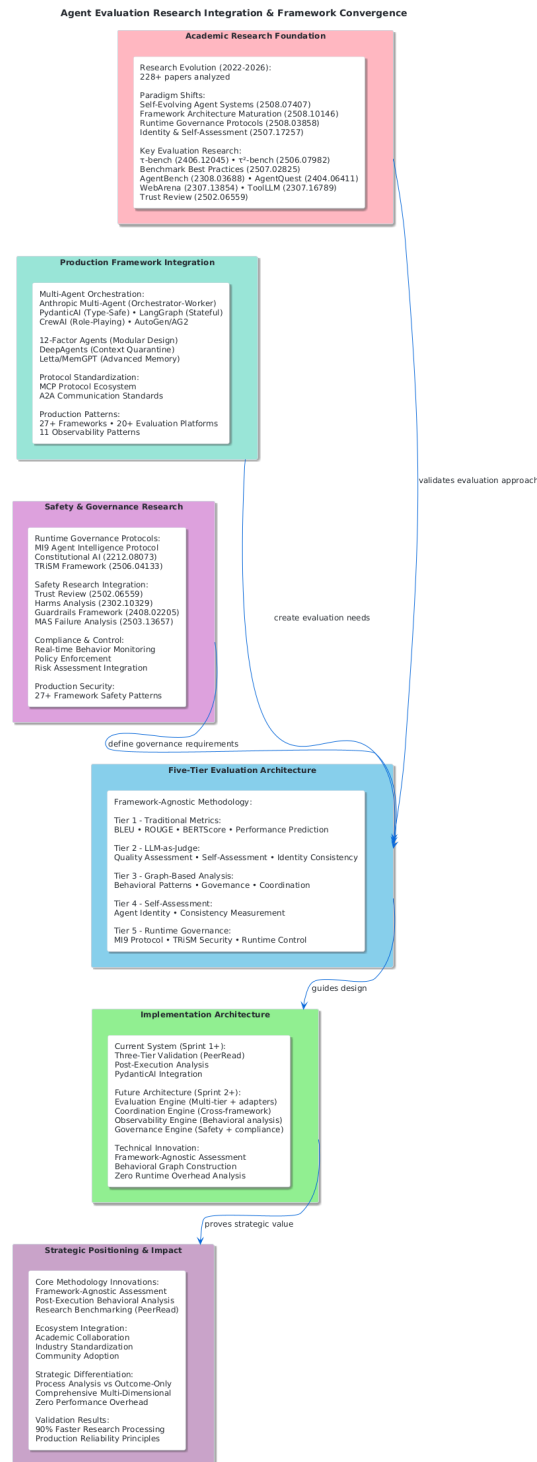 Agent Evaluation Research Integration & Framework Convergence
Academic Research Foundation
Research Evolution (2022-2026):
228+ papers analyzed
Paradigm Shifts:
Self-Evolving Agent Systems (2508.07407)
Framework Architecture Maturation (2508.10146)
Runtime Governance Protocols (2508.03858)
Identity & Self-Assessment (2507.17257)
Key Evaluation Research:
τ-bench (2406.12045) • τ²-bench (2506.07982)
Benchmark Best Practices (2507.02825)
AgentBench (2308.03688) • AgentQuest (2404.06411)
WebArena (2307.13854) • ToolLLM (2307.16789)
Trust Review (2502.06559)
Production Framework Integration
Multi-Agent Orchestration:
Anthropic Multi-Agent (Orchestrator-Worker)
PydanticAI (Type-Safe) • LangGraph (Stateful)
CrewAI (Role-Playing) • AutoGen/AG2
12-Factor Agents (Modular Design)
DeepAgents (Context Quarantine)
Letta/MemGPT (Advanced Memory)
Protocol Standardization:
MCP Protocol Ecosystem
A2A Communication Standards
Production Patterns:
27+ Frameworks • 20+ Evaluation Platforms
11 Observability Patterns
validates evaluation approach
Safety & Governance Research
Runtime Governance Protocols:
MI9 Agent Intelligence Protocol
Constitutional AI (2212.08073)
TRiSM Framework (2506.04133)
Safety Research Integration:
Trust Review (2502.06559)
Harms Analysis (2302.10329)
Guardrails Framework (2408.02205)
MAS Failure Analysis (2503.13657)
Compliance & Control:
Real-time Behavior Monitoring
Policy Enforcement
Risk Assessment Integration
Production Security:
27+ Framework Safety Patterns
create evaluation needs
define governance requirements
Five-Tier Evaluation Architecture
Framework-Agnostic Methodology:
Tier 1 - Traditional Metrics:
BLEU • ROUGE • BERTScore • Performance Prediction
Tier 2 - LLM-as-Judge:
Quality Assessment • Self-Assessment • Identity Consistency
Tier 3 - Graph-Based Analysis:
Behavioral Patterns • Governance • Coordination
Tier 4 - Self-Assessment:
Agent Identity • Consistency Measurement
Tier 5 - Runtime Governance:
MI9 Protocol • TRiSM Security • Runtime Control
guides design
Implementation Architecture
Current System (Sprint 1+):
Three-Tier Validation (PeerRead)
Post-Execution Analysis
PydanticAI Integration
Future Architecture (Sprint 2+):
Evaluation Engine (Multi-tier + adapters)
Coordination Engine (Cross-framework)
Observability Engine (Behavioral analysis)
Governance Engine (Safety + compliance)
Technical Innovation:
Framework-Agnostic Assessment
Behavioral Graph Construction
Zero Runtime Overhead Analysis
proves strategic value
Strategic Positioning & Impact
Core Methodology Innovations:
Framework-Agnostic Assessment
Post-Execution Behavioral Analysis
Research Benchmarking (PeerRead)
Ecosystem Integration:
Academic Collaboration
Industry Standardization
Community Adoption
Strategic Differentiation:
Process Analysis vs Outcome-Only
Comprehensive Multi-Dimensional
Zero Performance Overhead
Validation Results:
90% Faster Research Processing
Production Reliability Principles